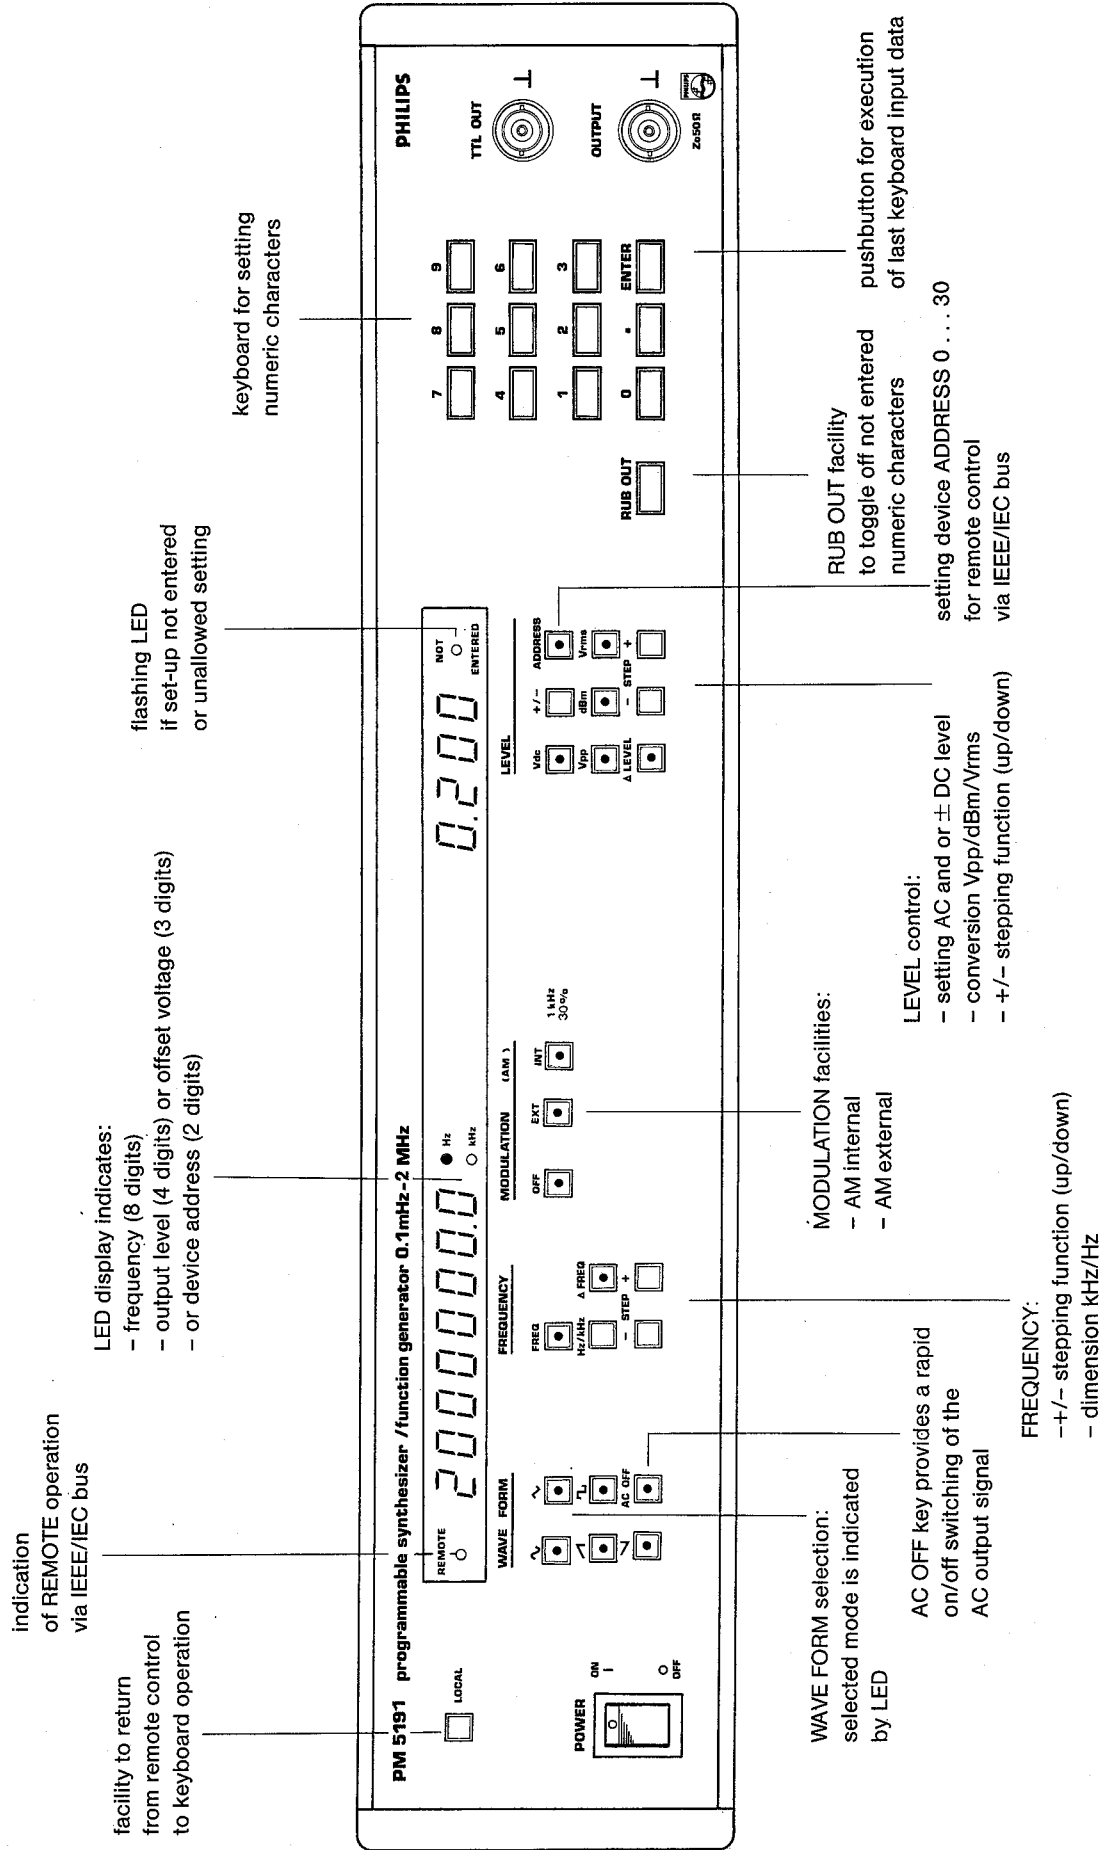 facility to return
from remote control
to keyboard operation
indication
of REMOTE operation
via IEEE/IEC bus
LED display indicates:
– frequency (8 digits)
– output level (4 digits) or offset voltage (3 digits)
– or device address (2 digits)
flashing LED
if set-up not entered
or unallowed setting
keyboard for setting
numeric characters
PM 5191 programmable synthesizer/function generator 0.1mHz-2 MHz
PHILIPS
LOCAL
REMOTE
2000000.0
Hz
kHz
0.200
NOT
ENTERED
POWER
ON
OFF
WAVE FORM
AC OFF
FREQUENCY
FREQ
Hz/kHz
Δ FREQ
– STEP +
MODULATION (AM)
OFF
EXT
INT
1 kHz
30%
LEVEL
Vdc
+/–
ADDRESS
Vpp
dBm
Vrms
Δ LEVEL
– STEP +
RUB OUT
7 8 9
4 5 6
1 2 3
0 . ENTER
TTL OUT
OUTPUT
Zo50Ω
PHILIPS
WAVE FORM selection:
selected mode is indicated
by LED
AC OFF key provides a rapid
on/off switching of the
AC output signal
FREQUENCY:
–+/– stepping function (up/down)
– dimension kHz/Hz
MODULATION facilities:
– AM internal
– AM external
LEVEL control:
– setting AC and or ± DC level
– conversion Vpp/dBm/Vrms
– +/– stepping function (up/down)
setting device ADDRESS 0 . . . 30
for remote control
via IEEE/IEC bus
RUB OUT facility
to toggle off not entered
numeric characters
pushbutton for execution
of last keyboard input data